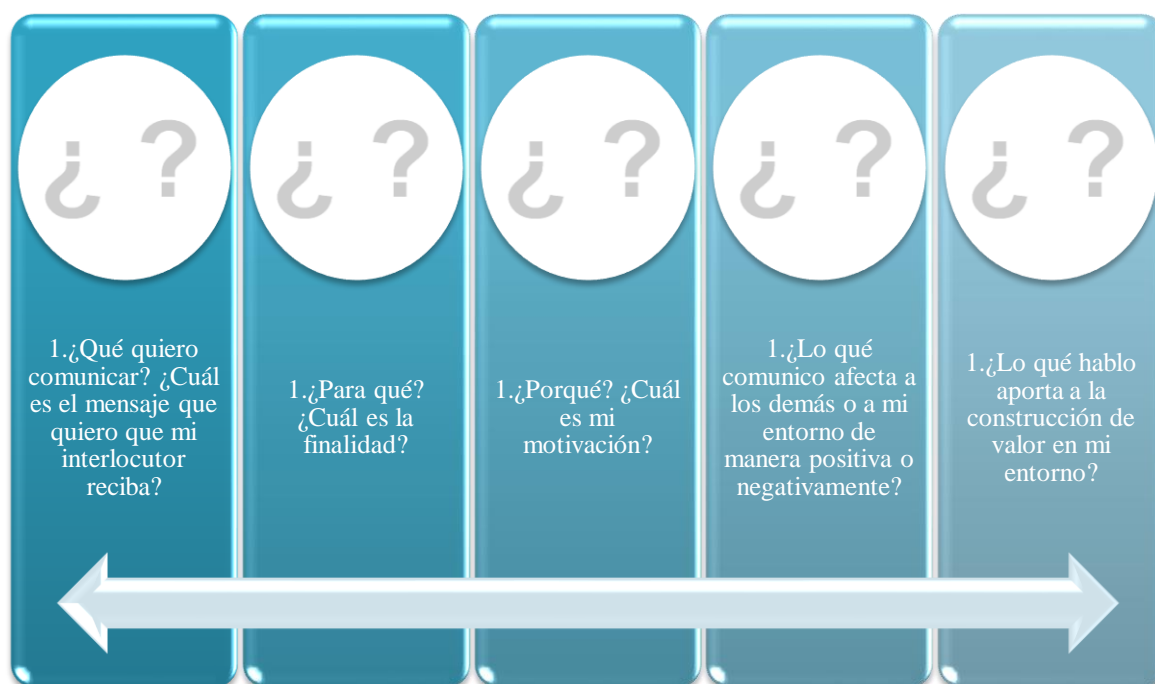 ¿ ?
¿ ?
¿ ?
¿ ?
¿ ?
1.¿Qué quiero
comunicar? ¿Cuál
es el mensaje que
quiero que mi
interlocutor
reciba?
1.¿Para qué?
¿Cuál es la
finalidad?
1.¿Porqué? ¿Cuál
es mi
motivación?
1.¿Lo qué
comunico afecta a
los demás o a mi
entorno de
manera positiva o
negativamente?
1.¿Lo qué hablo
aporta a la
construcción de
valor en mi
entorno?